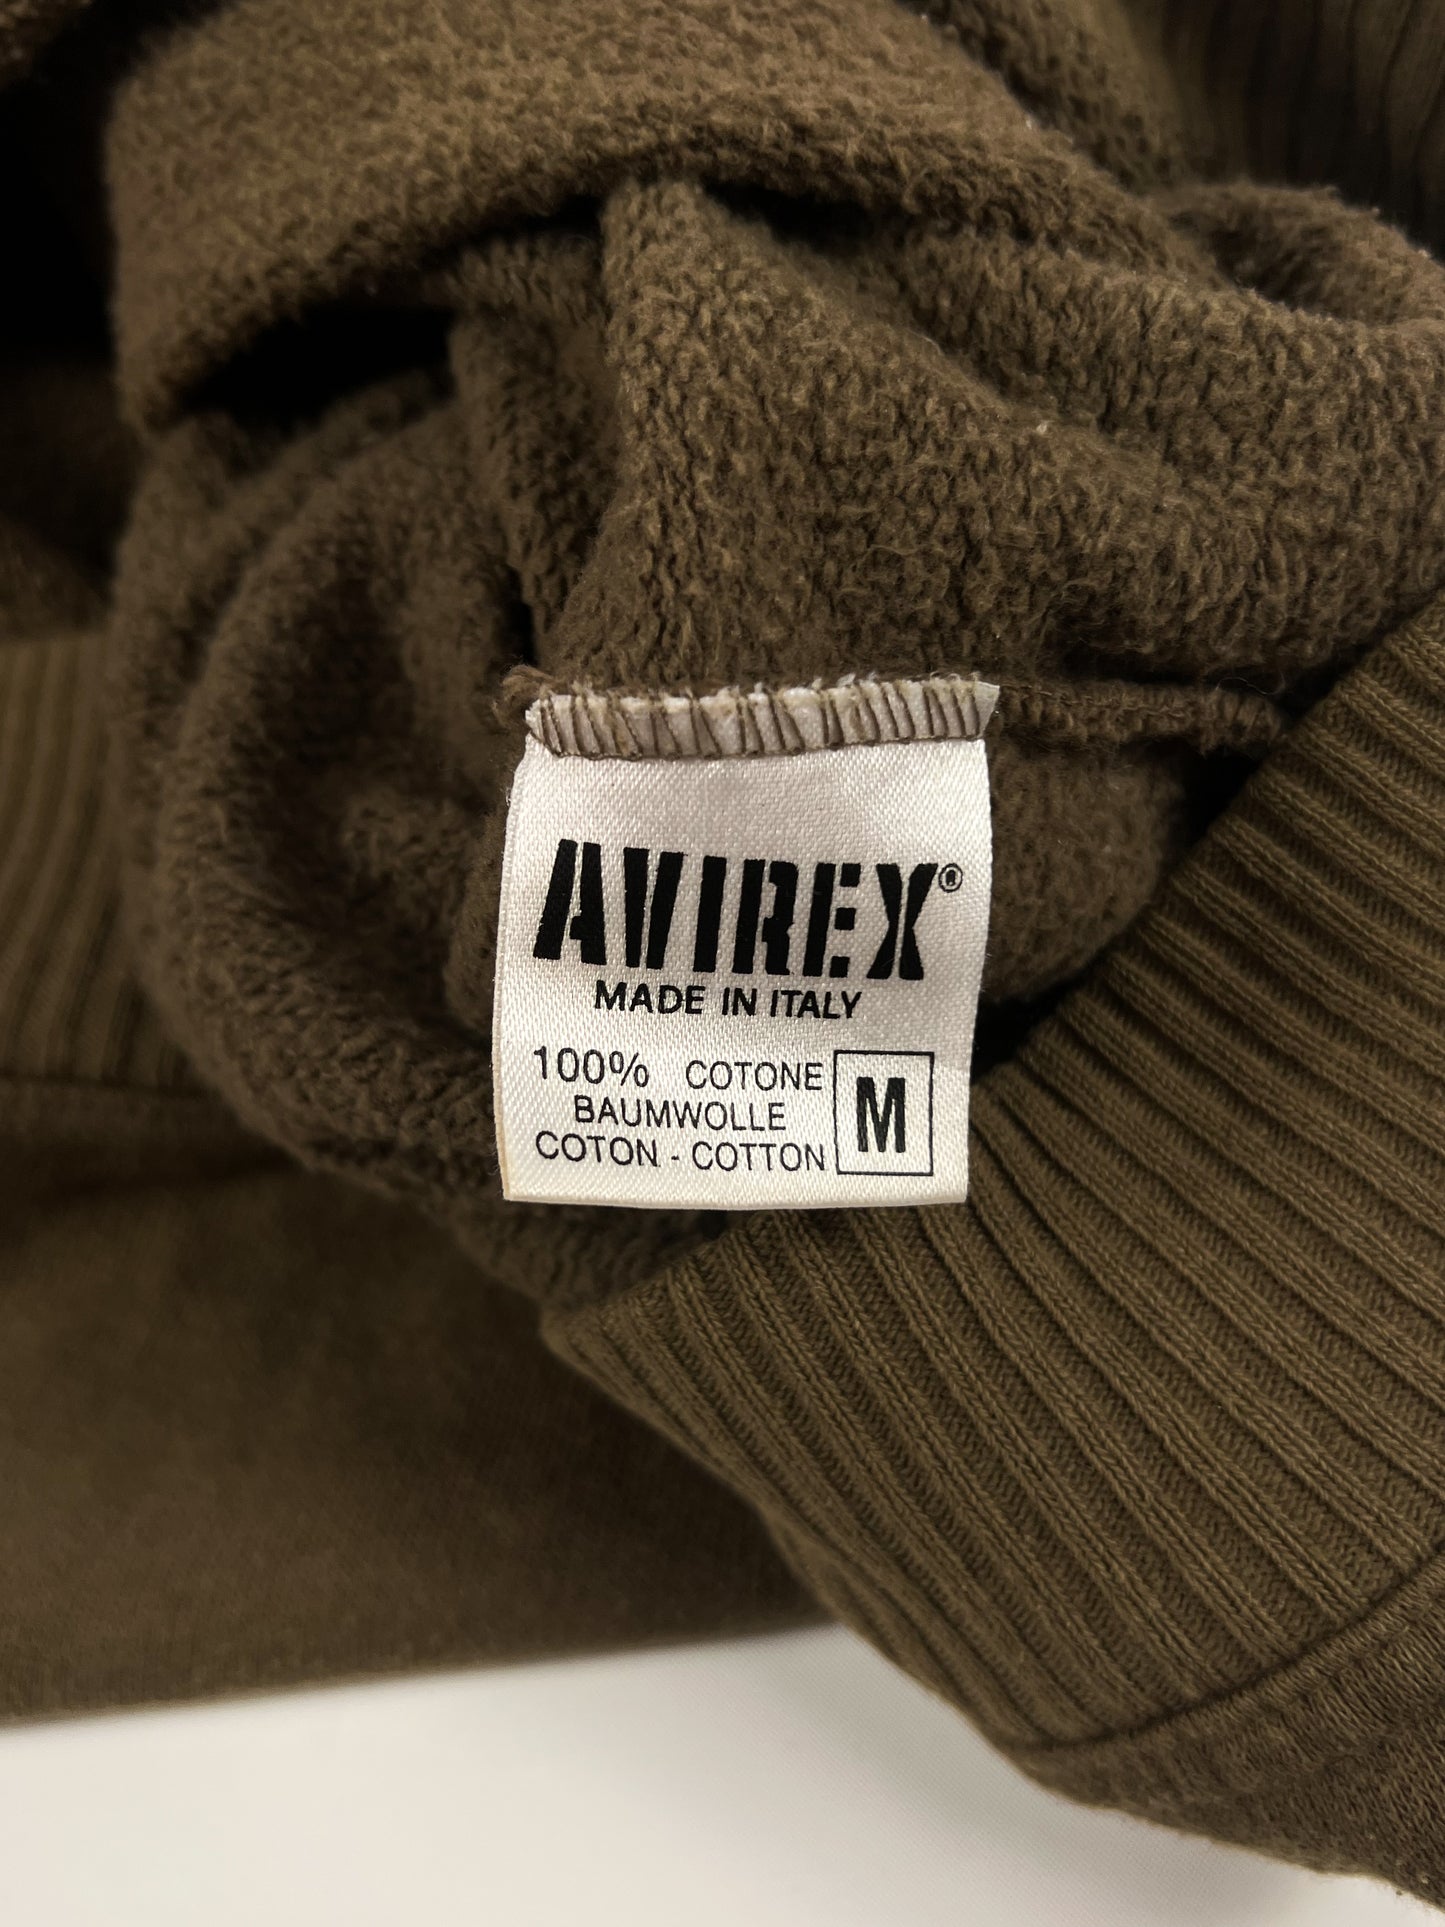 AVIREX®
MADE IN ITALY
100% COTONE
BAUMWOLLE
COTON - COTTON
M